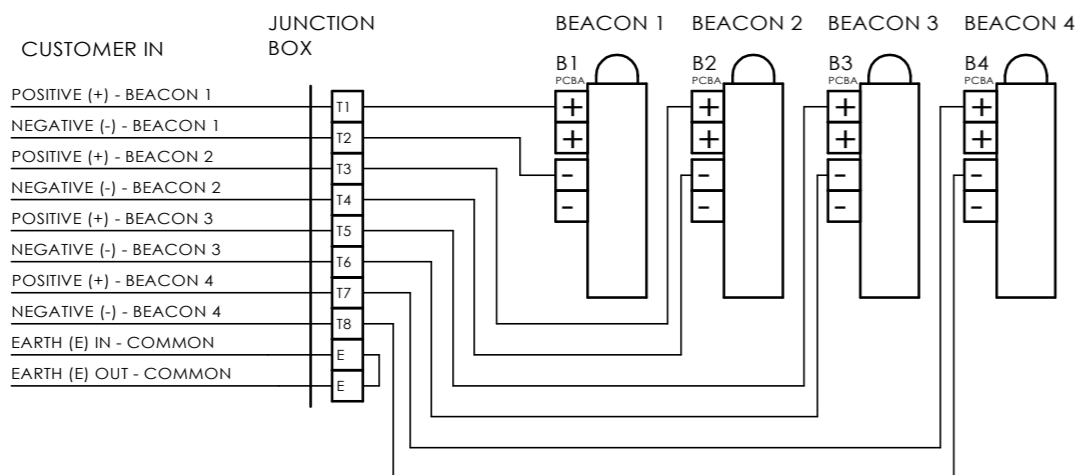 CUSTOMER IN
JUNCTION
BOX
BEACON 1
BEACON 2
BEACON 3
BEACON 4
POSITIVE (+) - BEACON 1
NEGATIVE (-) - BEACON 1
POSITIVE (+) - BEACON 2
NEGATIVE (-) - BEACON 2
POSITIVE (+) - BEACON 3
NEGATIVE (-) - BEACON 3
POSITIVE (+) - BEACON 4
NEGATIVE (-) - BEACON 4
EARTH (E) IN - COMMON
EARTH (E) OUT - COMMON
T1
T2
T3
T4
T5
T6
T7
T8
E
E
B1
PCBA
+
+
-
-
B2
PCBA
+
+
-
-
B3
PCBA
+
+
-
-
B4
PCBA
+
+
-
-